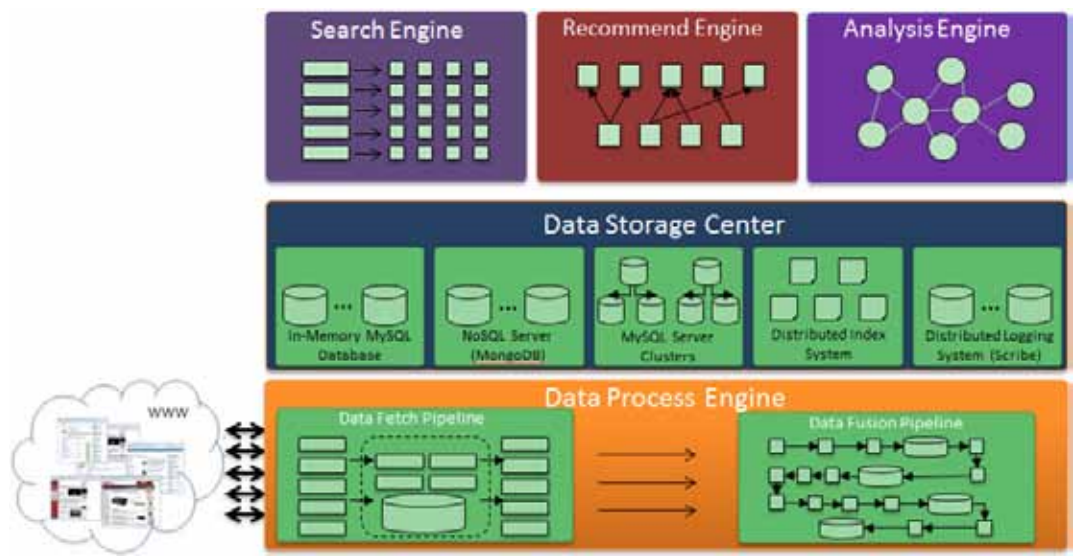 Search Engine
Recommend Engine
Analysis Engine
Data Storage Center
...
In-Memory MySQL
Database
...
NoSQL Server
(MongoDB)
MySQL Server
Clusters
Distributed Index
System
...
Distributed Logging
System (Scribe)
WWW
Data Process Engine
Data Fetch Pipeline
Data Fusion Pipeline